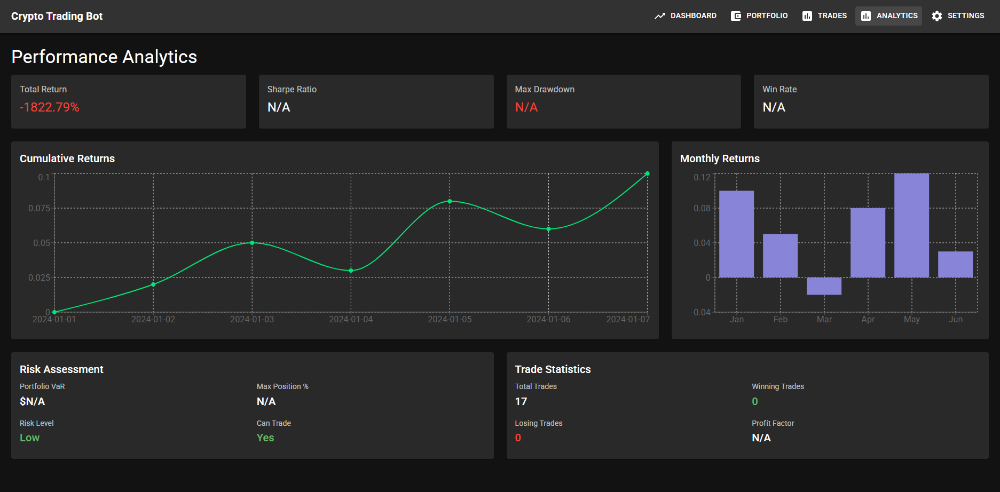 Crypto Trading Bot
DASHBOARD PORTFOLIO TRADES ANALYTICS SETTINGS
Performance Analytics
Total Return
-1822.79%
Sharpe Ratio
N/A
Max Drawdown
N/A
Win Rate
N/A
Cumulative Returns
0.1
0.075
0.05
0.025
0
2024-01-01 2024-01-02 2024-01-03 2024-01-04 2024-01-05 2024-01-06 2024-01-07
Monthly Returns
0.12
0.08
0.04
0
-0.04
Jan Feb Mar Apr May Jun
Risk Assessment
Portfolio VaR
$N/A
Max Position %
N/A
Risk Level
Low
Can Trade
Yes
Trade Statistics
Total Trades
17
Winning Trades
0
Losing Trades
0
Profit Factor
N/A